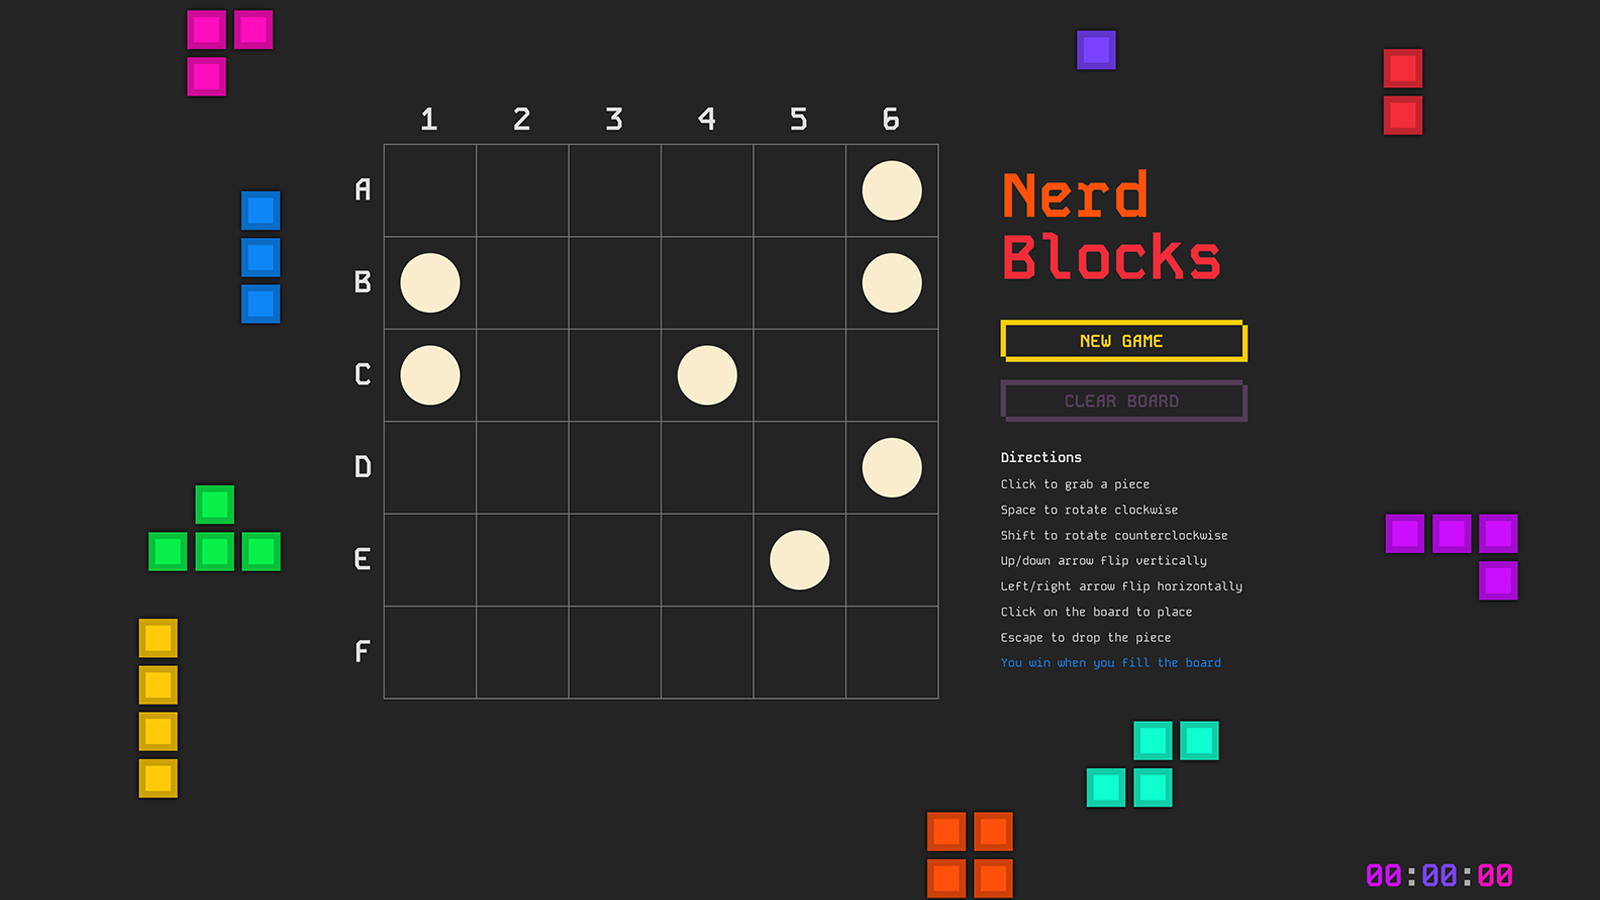 1 2 3 4 5 6
A
B
C
D
E
F
Nerd
Blocks
NEW GAME
CLEAR BOARD
Directions
Click to grab a piece
Space to rotate clockwise
Shift to rotate counterclockwise
Up/down arrow flip vertically
Left/right arrow flip horizontally
Click on the board to place
Escape to drop the piece
You win when you fill the board
00:00:00